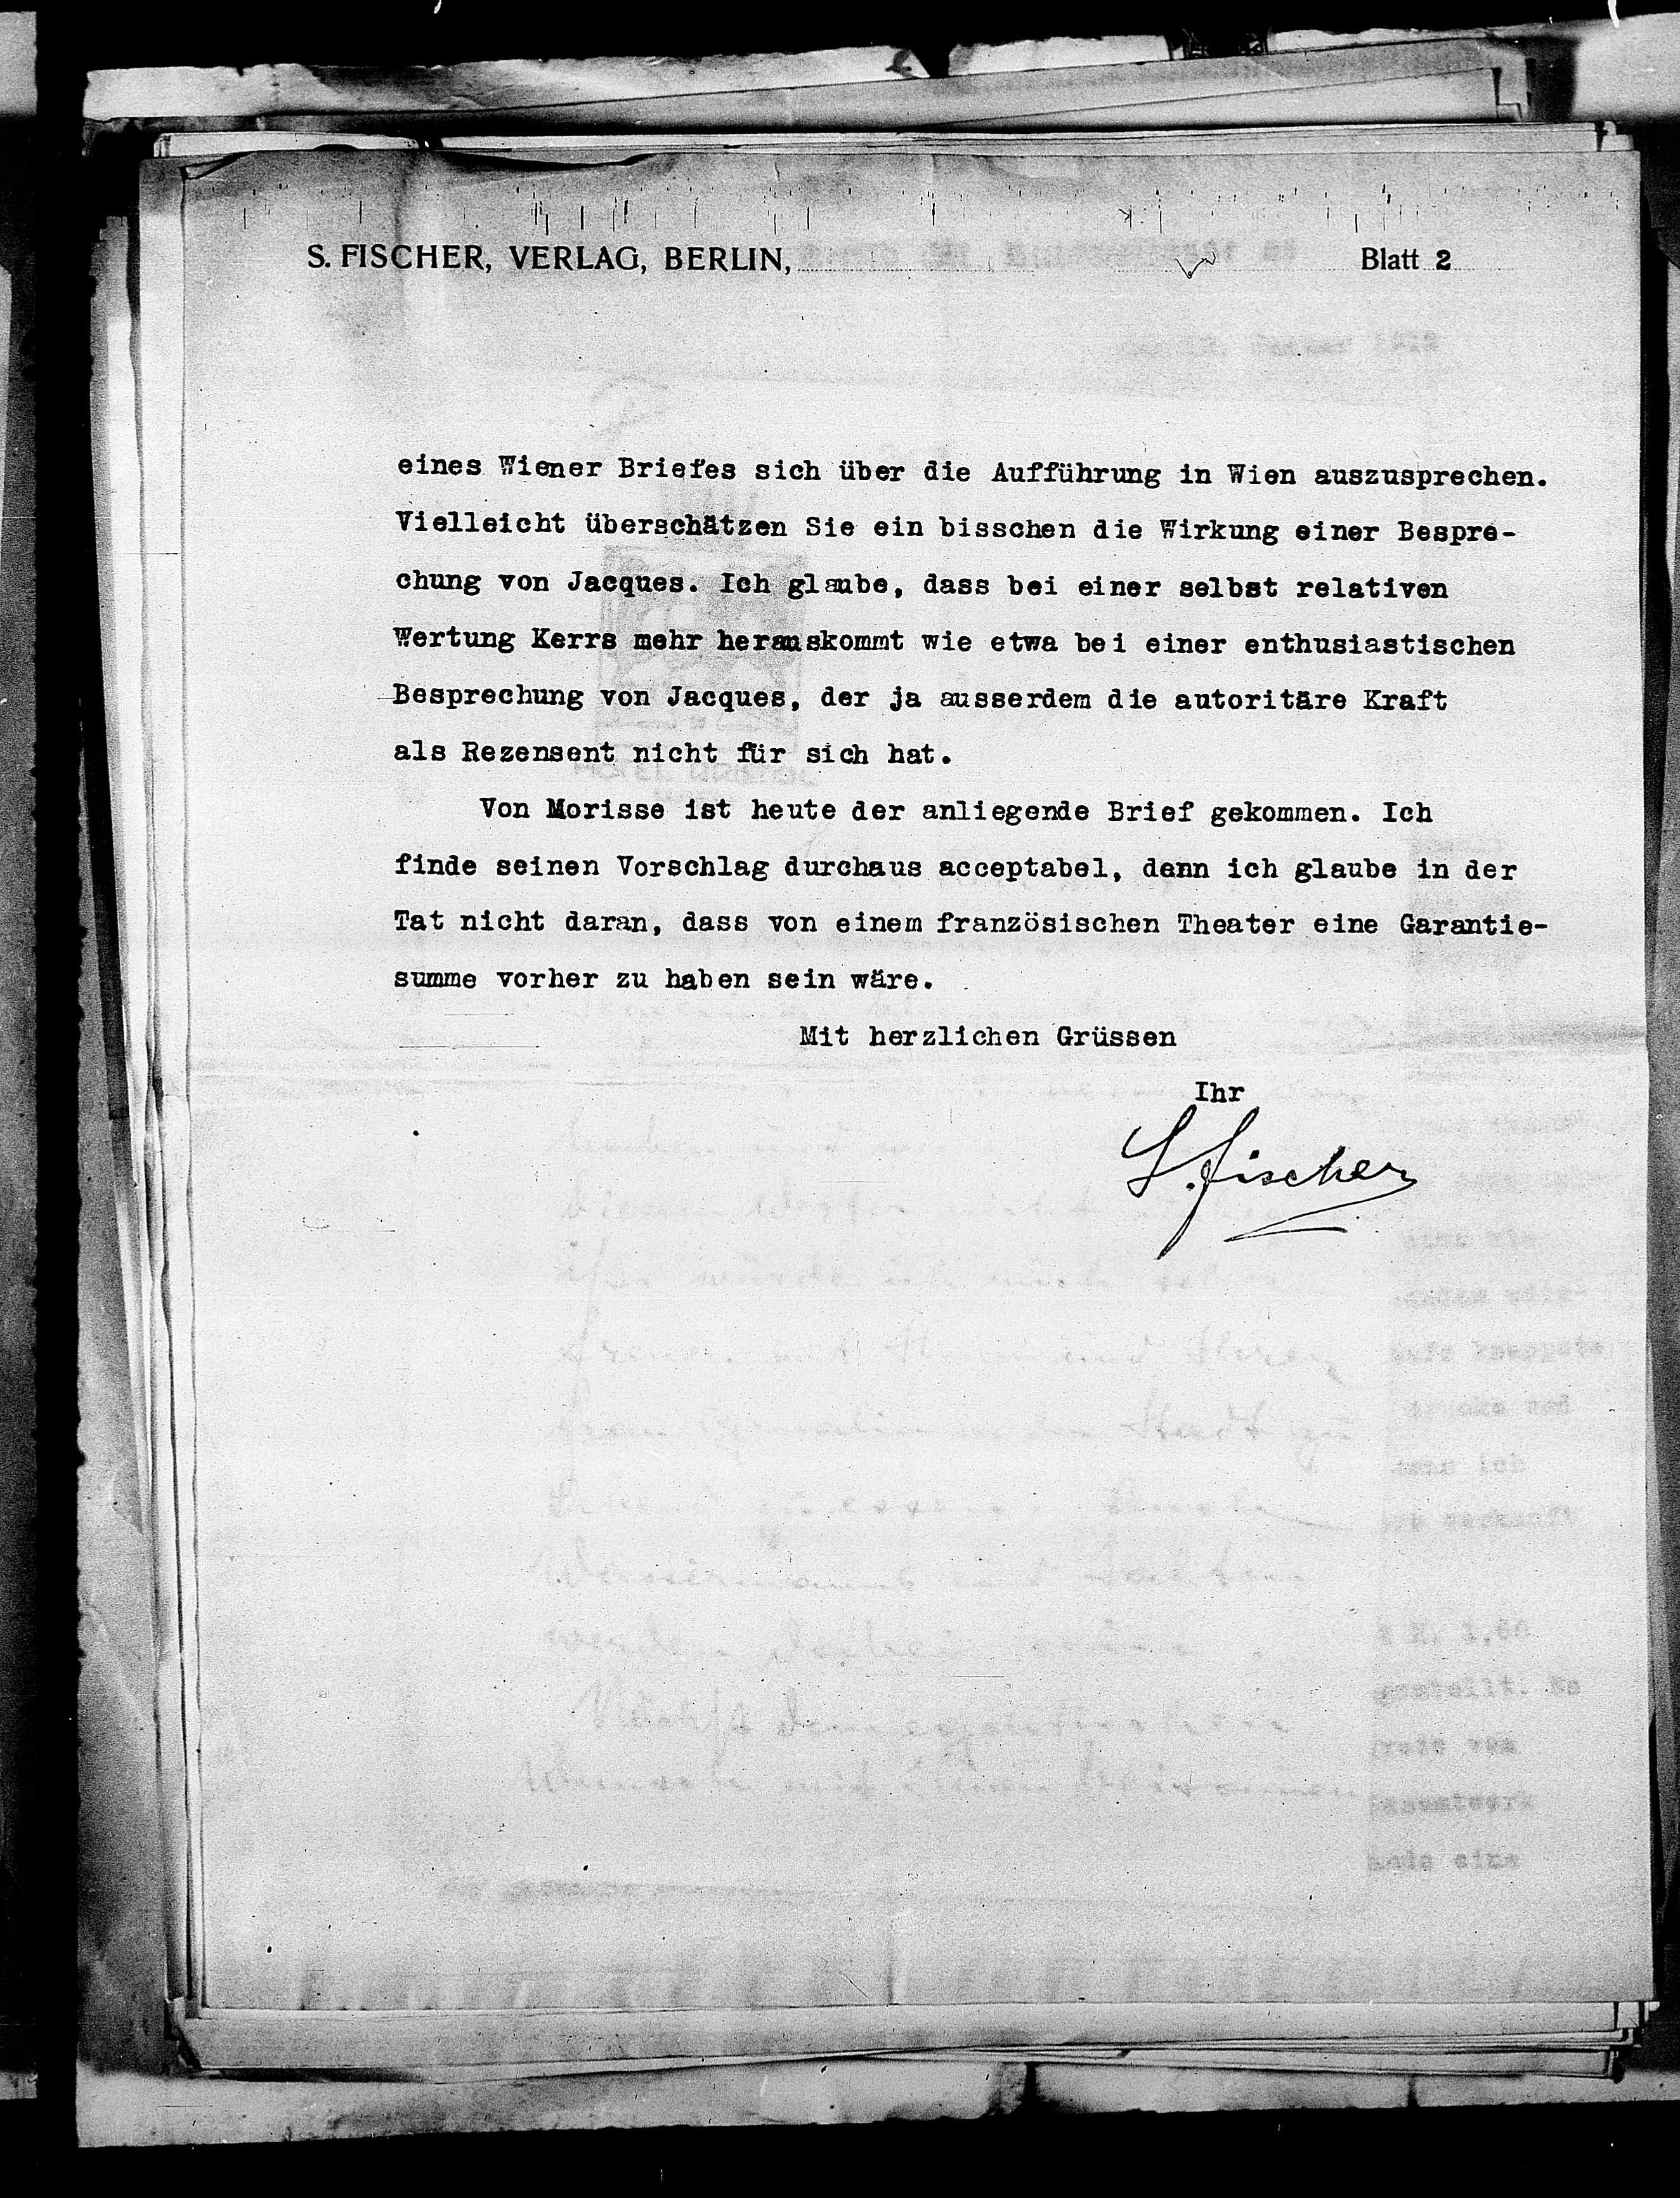 S. FISCHER, VERLAG, BERLIN, Blatt 2
eines Wiener Briefes sich über die Aufführung in Wien auszusprechen.
Vielleicht überschätzen Sie ein bisschen die Wirkung einer Bespre-
chung von Jacques. Ich glaube, dass bei einer selbst relativen
Wertung Kerrs mehr herauskommt wie etwa bei einer enthusiastischen
Besprechung von Jacques, der ja ausserdem die autoritäre Kraft
als Rezensent nicht für sich hat.
Von Morisse ist heute der anliegende Brief gekommen. Ich
finde seinen Vorschlag durchaus acceptabel, denn ich glaube in der
Tat nicht daran, dass von einem französischen Theater eine Garantie-
summe vorher zu haben sein wäre.
Mit herzlichen Grüssen
Ihr
S. Fischer